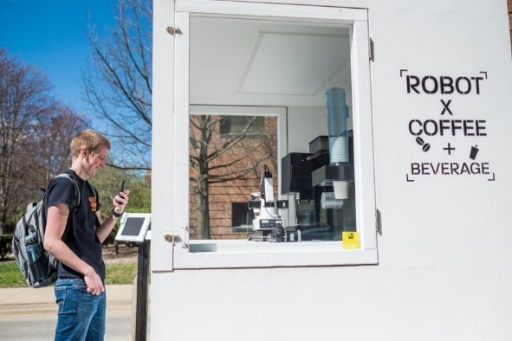 ROBOT
X
COFFEE
+
BEVERAGE